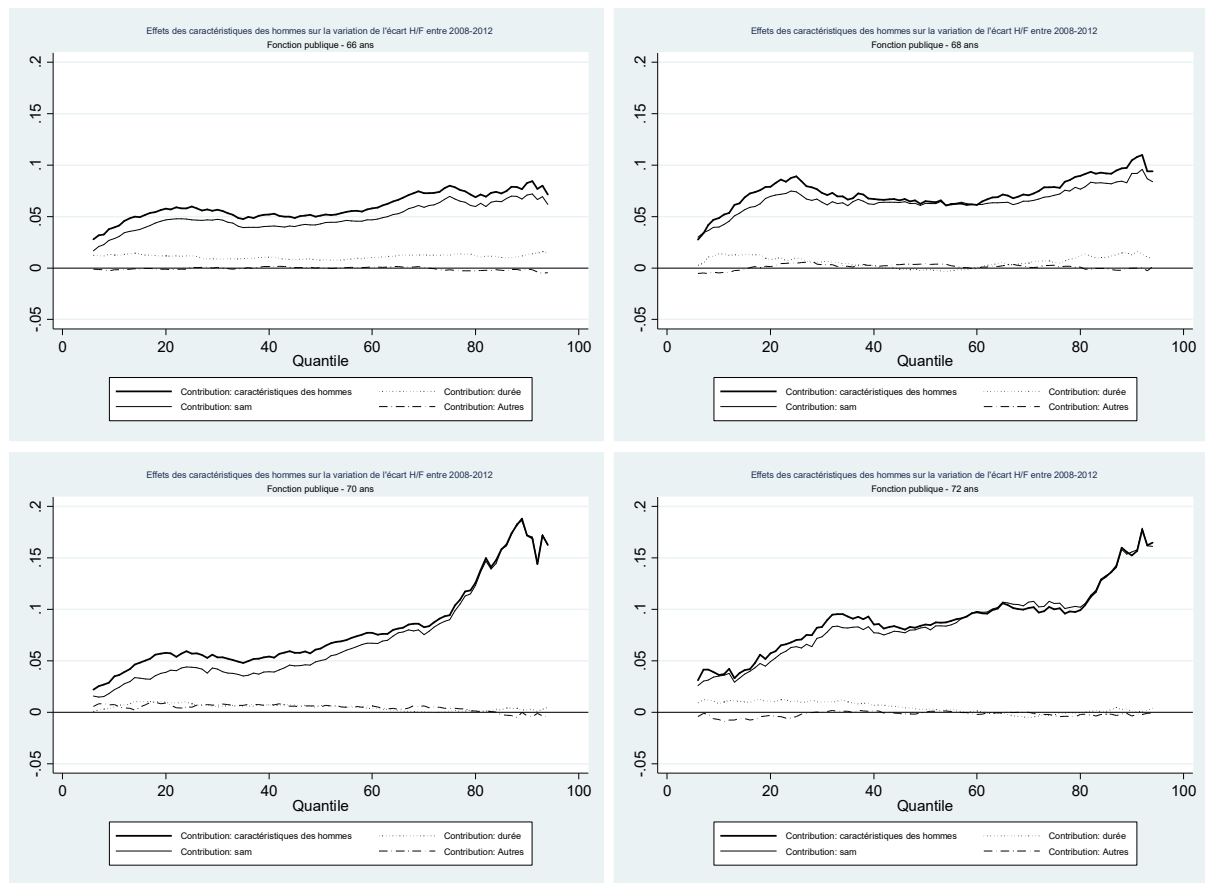 Effets des caractéristiques des hommes sur la variation de l'écart H/F entre 2008-2012
Fonction publique - 66 ans
.2
.15
.1
.05
0
-.05
0 20 40 60 80 100
Quantile
Contribution: caractéristiques des hommes Contribution: durée
Contribution: sam Contribution: Autres
Effets des caractéristiques des hommes sur la variation de l'écart H/F entre 2008-2012
Fonction publique - 68 ans
.2
.15
.1
.05
0
-.05
0 20 40 60 80 100
Quantile
Contribution: caractéristiques des hommes Contribution: durée
Contribution: sam Contribution: Autres
Effets des caractéristiques des hommes sur la variation de l'écart H/F entre 2008-2012
Fonction publique - 70 ans
.2
.15
.1
.05
0
-.05
0 20 40 60 80 100
Quantile
Contribution: caractéristiques des hommes Contribution: durée
Contribution: sam Contribution: Autres
Effets des caractéristiques des hommes sur la variation de l'écart H/F entre 2008-2012
Fonction publique - 72 ans
.2
.15
.1
.05
0
-.05
0 20 40 60 80 100
Quantile
Contribution: caractéristiques des hommes Contribution: durée
Contribution: sam Contribution: Autres